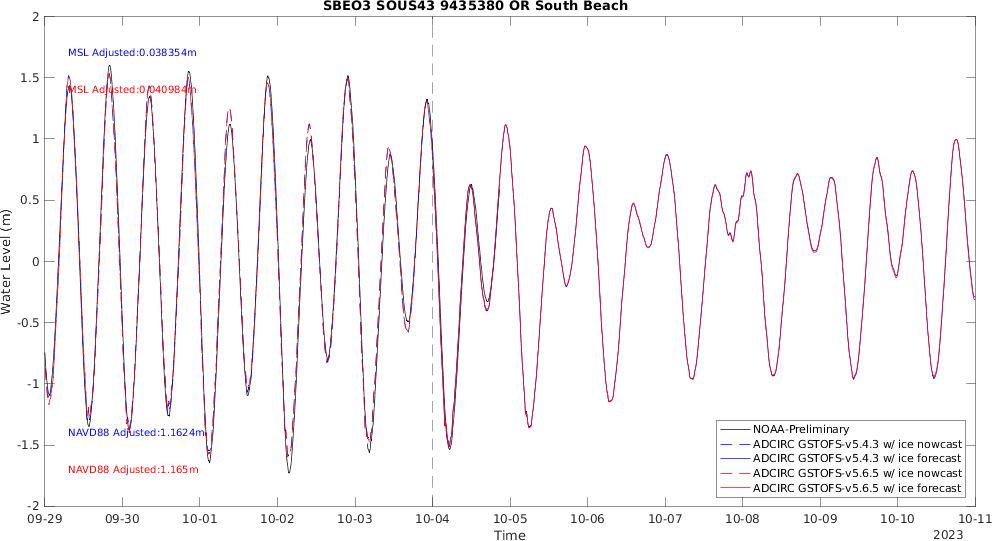 SBEO3 SOUS43 9435380 OR South Beach
2
1.5
1
0.5
0
-0.5
-1
-1.5
-2
Water Level (m)
MSL Adjusted:0.038354m
MSL Adjusted:0.040984m
NAVD88 Adjusted:1.1624m
NAVD88 Adjusted:1.165m
NOAA-Preliminary
ADCIRC GSTOFS-v5.4.3 w/ ice nowcast
ADCIRC GSTOFS-v5.4.3 w/ ice forecast
ADCIRC GSTOFS-v5.6.5 w/ ice nowcast
ADCIRC GSTOFS-v5.6.5 w/ ice forecast
09-29 09-30 10-01 10-02 10-03 10-04 10-05 10-06 10-07 10-08 10-09 10-10 10-11
Time
2023